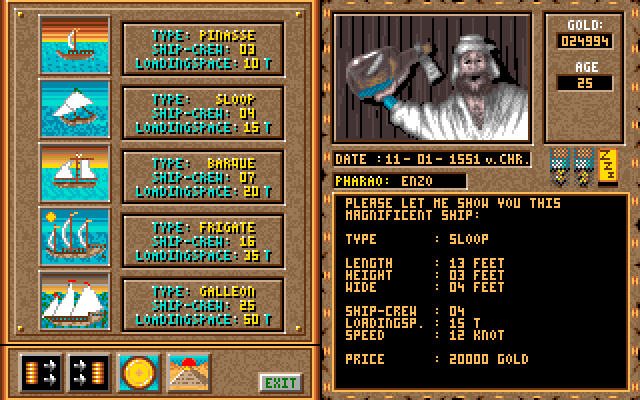 TYPE: PINASSE
SHIP-CREW: 03
LOADINGSPACE: 10 T
TYPE: SLOOP
SHIP-CREW: 04
LOADINGSPACE: 15 T
TYPE: BARQUE
SHIP-CREW: 07
LOADINGSPACE: 20 T
TYPE: FRIGATE
SHIP-CREW: 16
LOADINGSPACE: 35 T
TYPE: GALLEON
SHIP-CREW: 25
LOADINGSPACE: 50 T
EXIT
GOLD:
024994
AGE
25
DATE : 11- 01- 1551 v.CHR.
PHARAO: ENZO
PLEASE LET ME SHOW YOU THIS
MAGNIFICENT SHIP:
TYPE : SLOOP
LENGTH : 13 FEET
HEIGHT : 03 FEET
WIDE : 04 FEET
SHIP-CREW : 04
LOADINGSP. : 15 T
SPEED : 12 KNOT
PRICE : 20000 GOLD